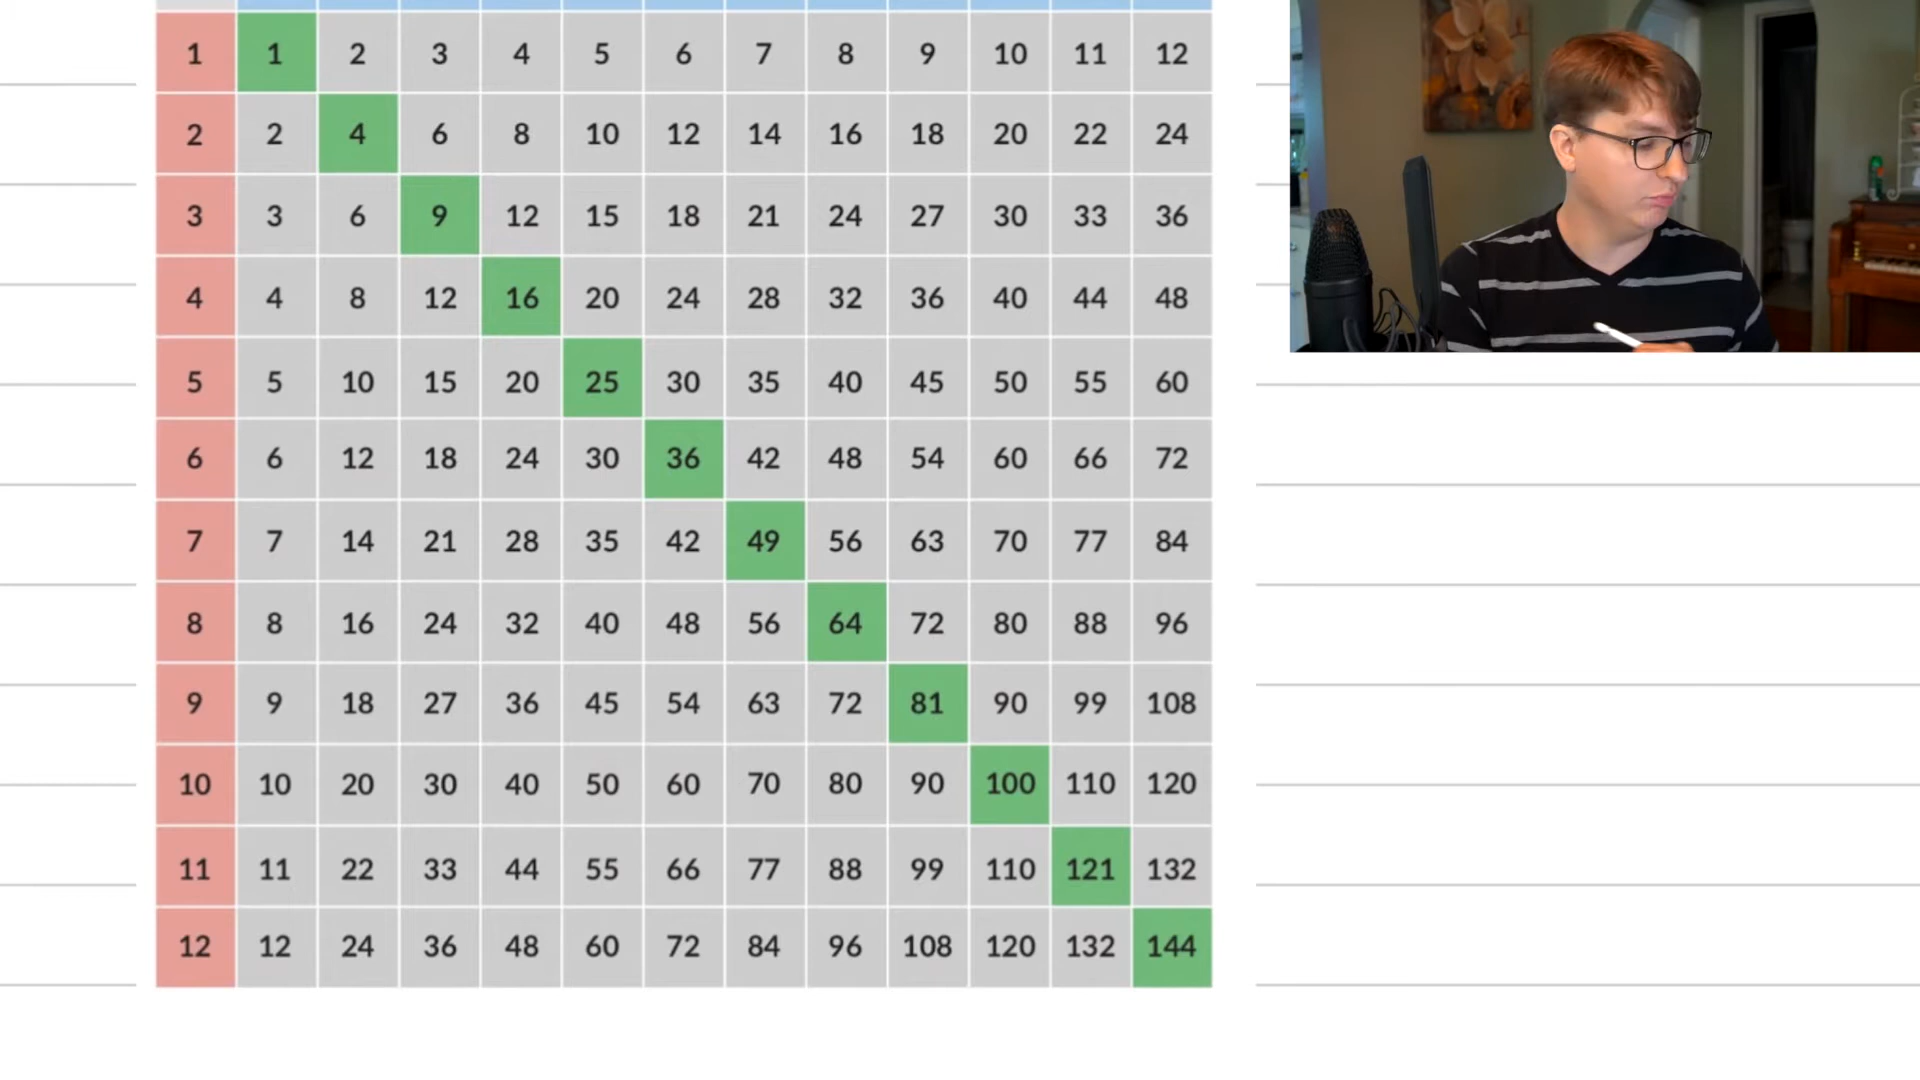 1 1 2 3 4 5 6 7 8 9 10 11 12
2 2 4 6 8 10 12 14 16 18 20 22 24
3 3 6 9 12 15 18 21 24 27 30 33 36
4 4 8 12 16 20 24 28 32 36 40 44 48
5 5 10 15 20 25 30 35 40 45 50 55 60
6 6 12 18 24 30 36 42 48 54 60 66 72
7 7 14 21 28 35 42 49 56 63 70 77 84
8 8 16 24 32 40 48 56 64 72 80 88 96
9 9 18 27 36 45 54 63 72 81 90 99 108
10 10 20 30 40 50 60 70 80 90 100 110 120
11 11 22 33 44 55 66 77 88 99 110 121 132
12 12 24 36 48 60 72 84 96 108 120 132 144